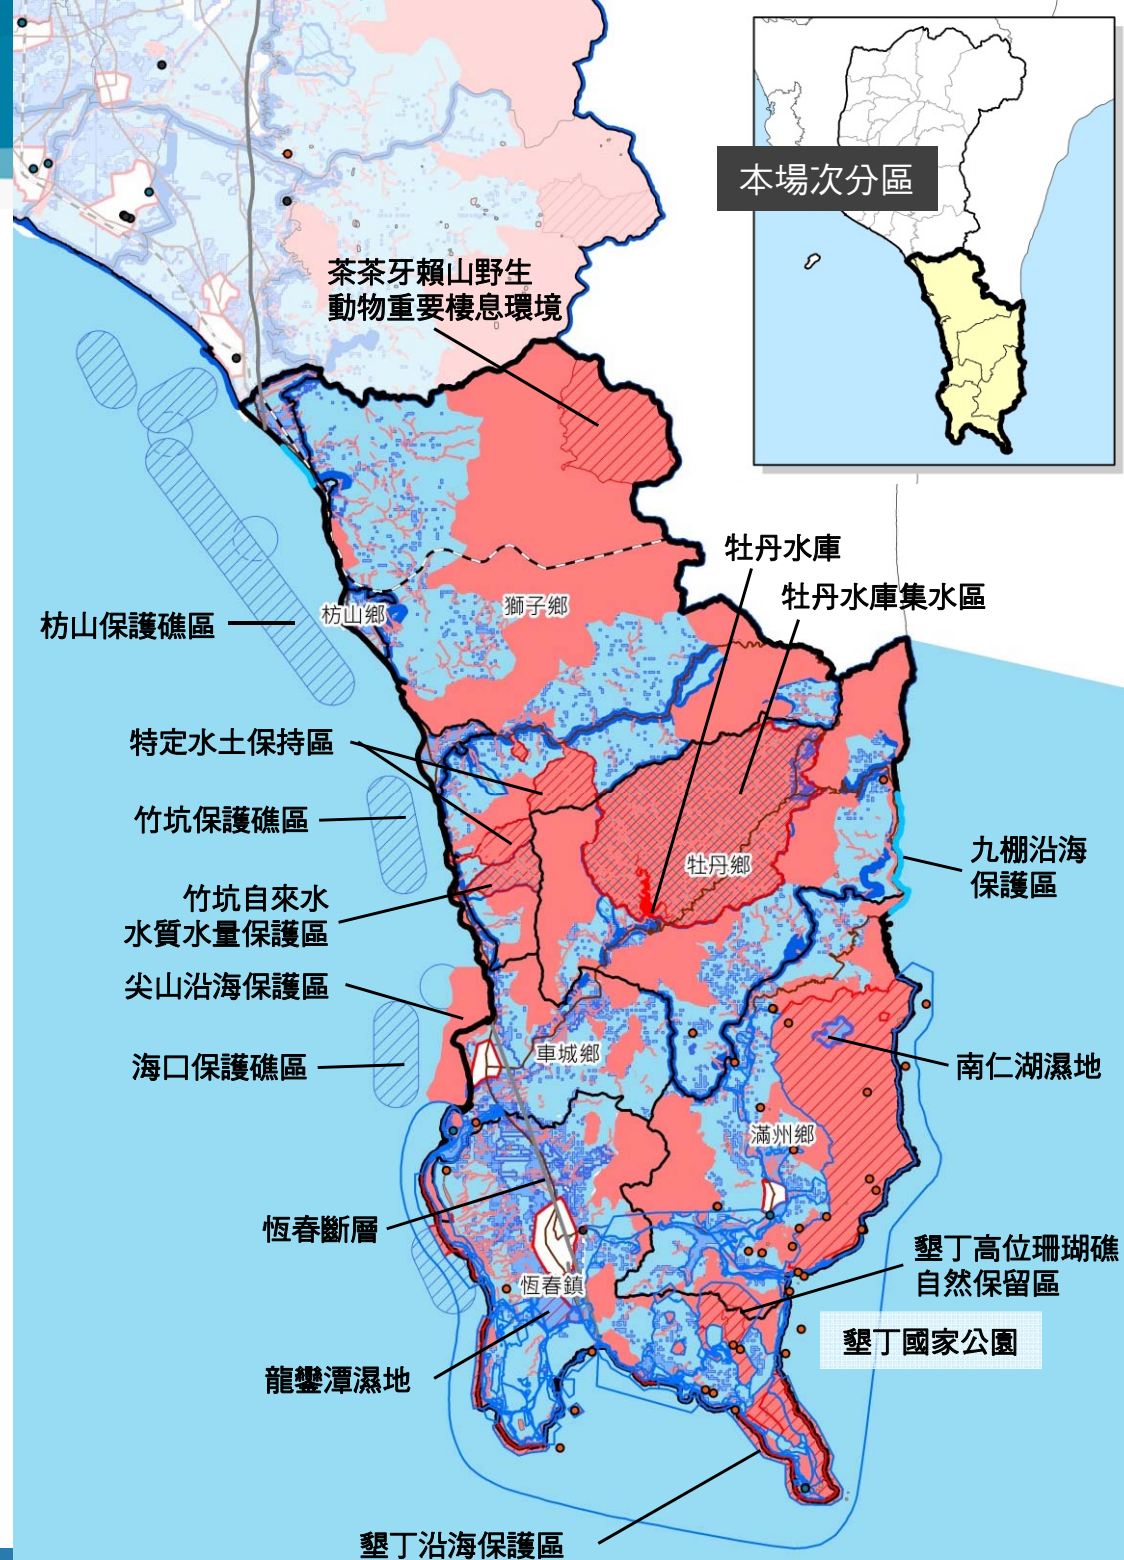 本場次分區
茶茶牙賴山野生
動物重要棲息環境
牡丹水庫
牡丹水庫集水區
枋山保護礁區
枋山鄉
獅子鄉
特定水土保持區
竹坑保護礁區
牡丹鄉
九棚沿海
保護區
竹坑自來水
水質水量保護區
尖山沿海保護區
海口保護礁區
車城鄉
南仁湖濕地
滿州鄉
恆春斷層
恆春鎮
墾丁高位珊瑚礁
自然保留區
墾丁國家公園
龍鑾潭濕地
墾丁沿海保護區